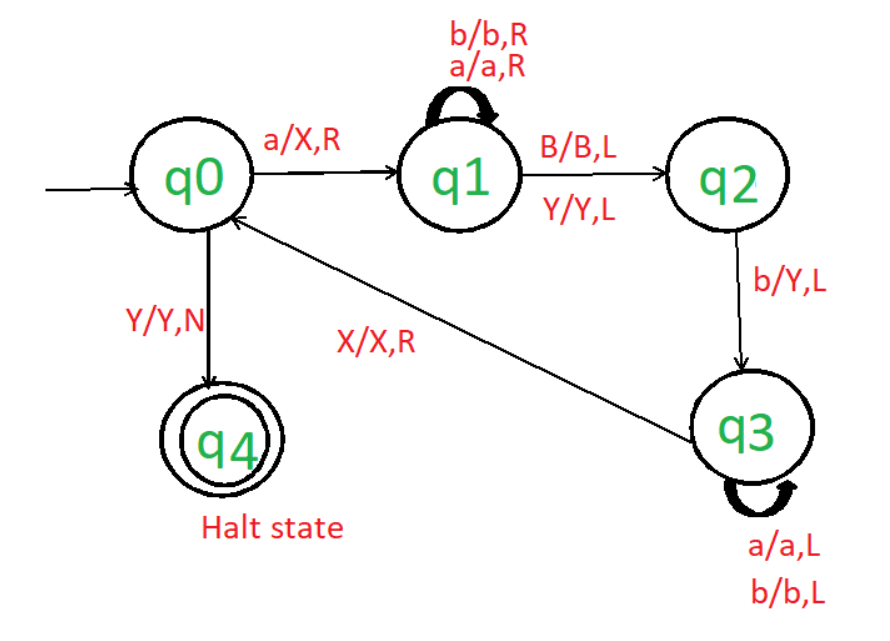 b/b,R
a/a,R
a/X,R
B/B,L
q0
q1
q2
Y/Y,L
b/Y,L
Y/Y,N
X/X,R
q3
q4
Halt state
a/a,L
b/b,L